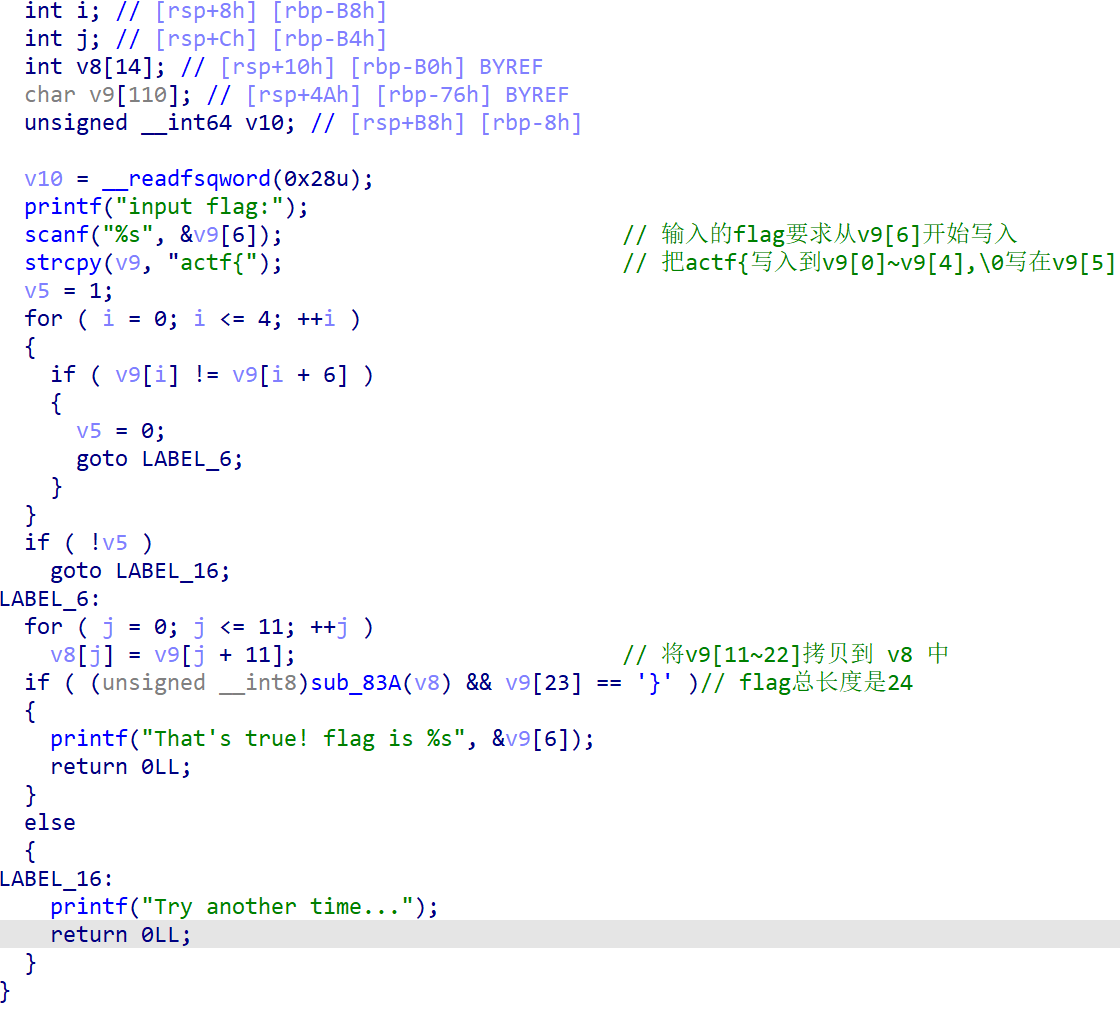 int i; // [rsp+8h] [rbp-B8h]
int j; // [rsp+Ch] [rbp-B4h]
int v8[14]; // [rsp+10h] [rbp-B0h] BYREF
char v9[110]; // [rsp+4Ah] [rbp-76h] BYREF
unsigned __int64 v10; // [rsp+B8h] [rbp-8h]
v10 = __readfsqword(0x28u);
printf("input flag:");
scanf("%s", &v9[6]); // 输入的flag要求从v9[6]开始写入
strcpy(v9, "actf{"); // 把actf{写入到v9[0]~v9[4],\0写在v9[5]
v5 = 1;
for ( i = 0; i <= 4; ++i )
{
if ( v9[i] != v9[i + 6] )
{
v5 = 0;
goto LABEL_6;
}
}
if ( !v5 )
goto LABEL_16;
LABEL_6:
for ( j = 0; j <= 11; ++j )
v8[j] = v9[j + 11]; // 将v9[11~22]拷贝到 v8 中
if ( (unsigned __int8)sub_83A(v8) && v9[23] == '}' )// flag总长度是24
{
printf("That's true! flag is %s", &v9[6]);
return 0LL;
}
else
{
LABEL_16:
printf("Try another time...");
return 0LL;
}
}